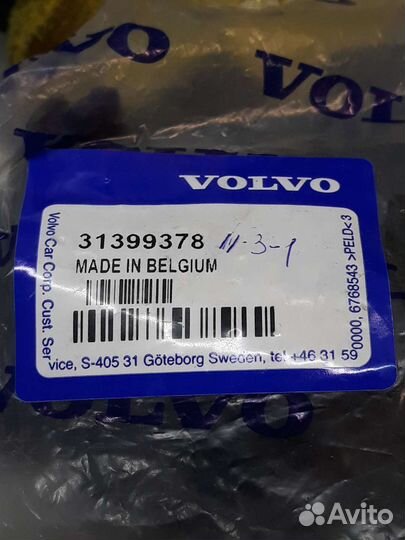 VOLVO
VOLVO
31399378 11-3-1
MADE IN BELGIUM
Volvo Car Corp. Cust. Service, S-405 31 Göteborg Sweden, tel +46 31 59 0000, 6768543 >PELD<3
VOLVO
Avito